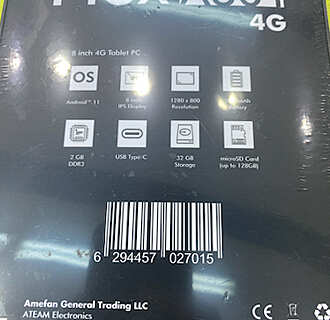 4G
8 inch 4G Tablet PC
OS
Android™ 11
8 inch
IPS Display
1280 x 800
Resolution
Battery
2 GB
DDR3
USB Type-C
32 GB
Storage
microSD Card
(up to 128GB)
6 294457 027015
Amefan General Trading LLC
ATEAM Electronics
CE